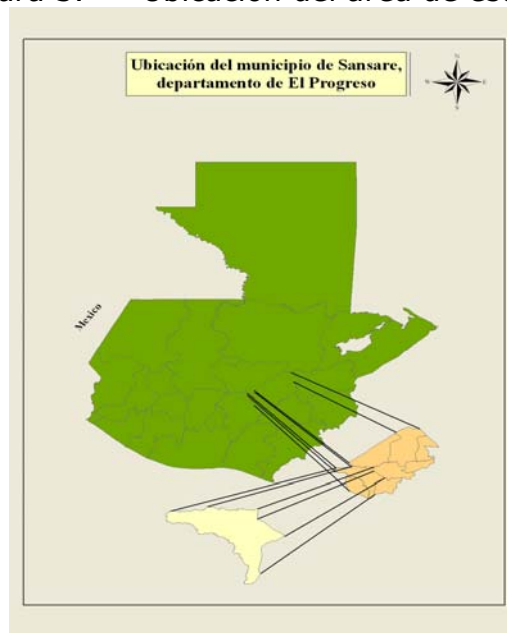 Ubicación del municipio de Sansare,
departamento de El Progreso
Mexico